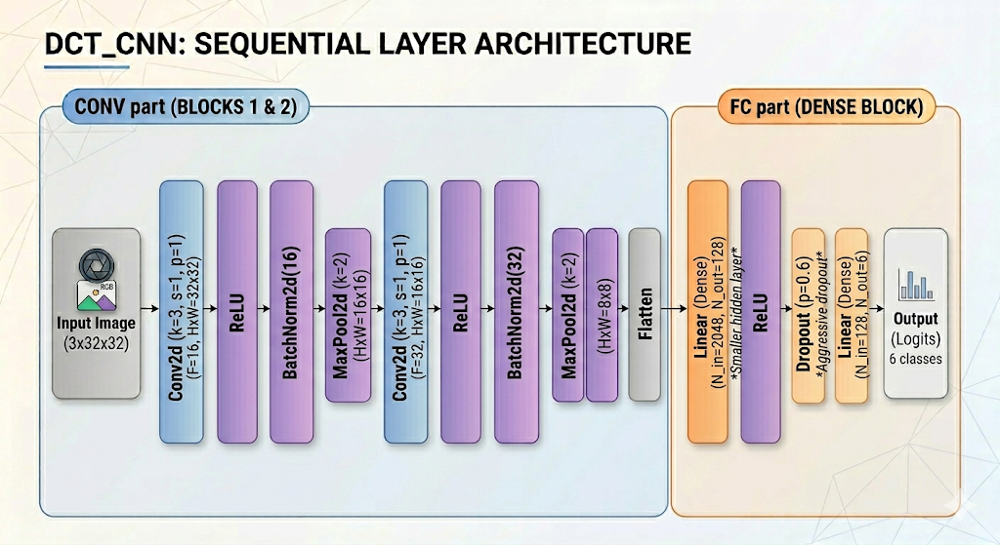 DCT_CNN: SEQUENTIAL LAYER ARCHITECTURE
CONV part (BLOCKS 1 & 2)
FC part (DENSE BLOCK)
RGB
Input Image
(3x32x32)
Conv2d (k=3, s=1, p=1)
(F=16, HxW=32x32)
ReLU
BatchNorm2d(16)
MaxPool2d (k=2)
(HxW=16x16)
Conv2d (k=3, s=1, p=1)
(F=32, HxW=16x16)
ReLU
BatchNorm2d(32)
MaxPool2d (k=2)
(HxW=8x8)
Flatten
Linear (Dense)
(N_in=2048, N_out=128)
*Smaller hidden layer*
ReLU
Dropout (p=0.6)
*Aggressive dropout*
Linear (Dense)
(N_in=128, N_out=6)
Output
(Logits)
6 classes